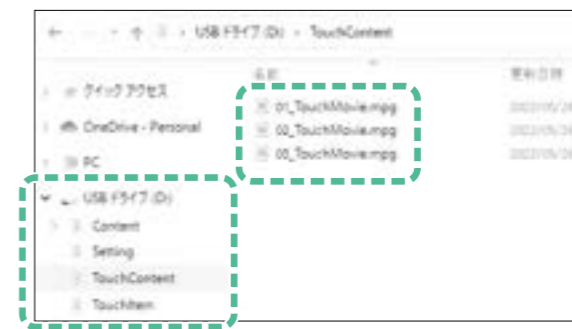 USB ドライブ (D:) › TouchContent
名前
更新日時
クイック アクセス
OneDrive - Personal
PC
USB ドライブ (D:)
Content
Setting
TouchContent
TouchItem
01_TouchMovie.mpg
02_TouchMovie.mpg
03_TouchMovie.mpg